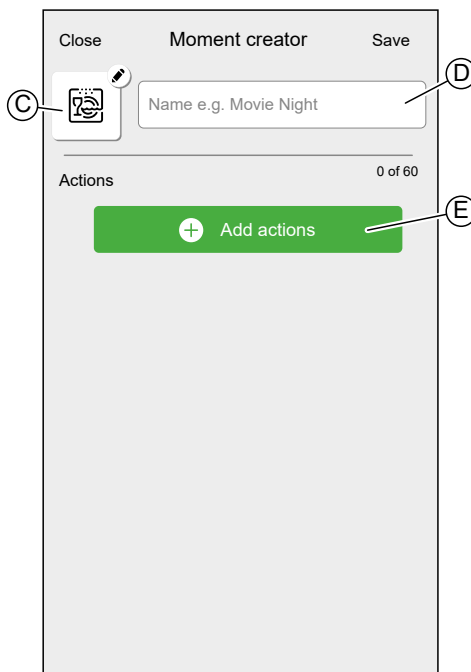 Close Moment creator Save
C
Name e.g. Movie Night
D
Actions
0 of 60
Add actions
E